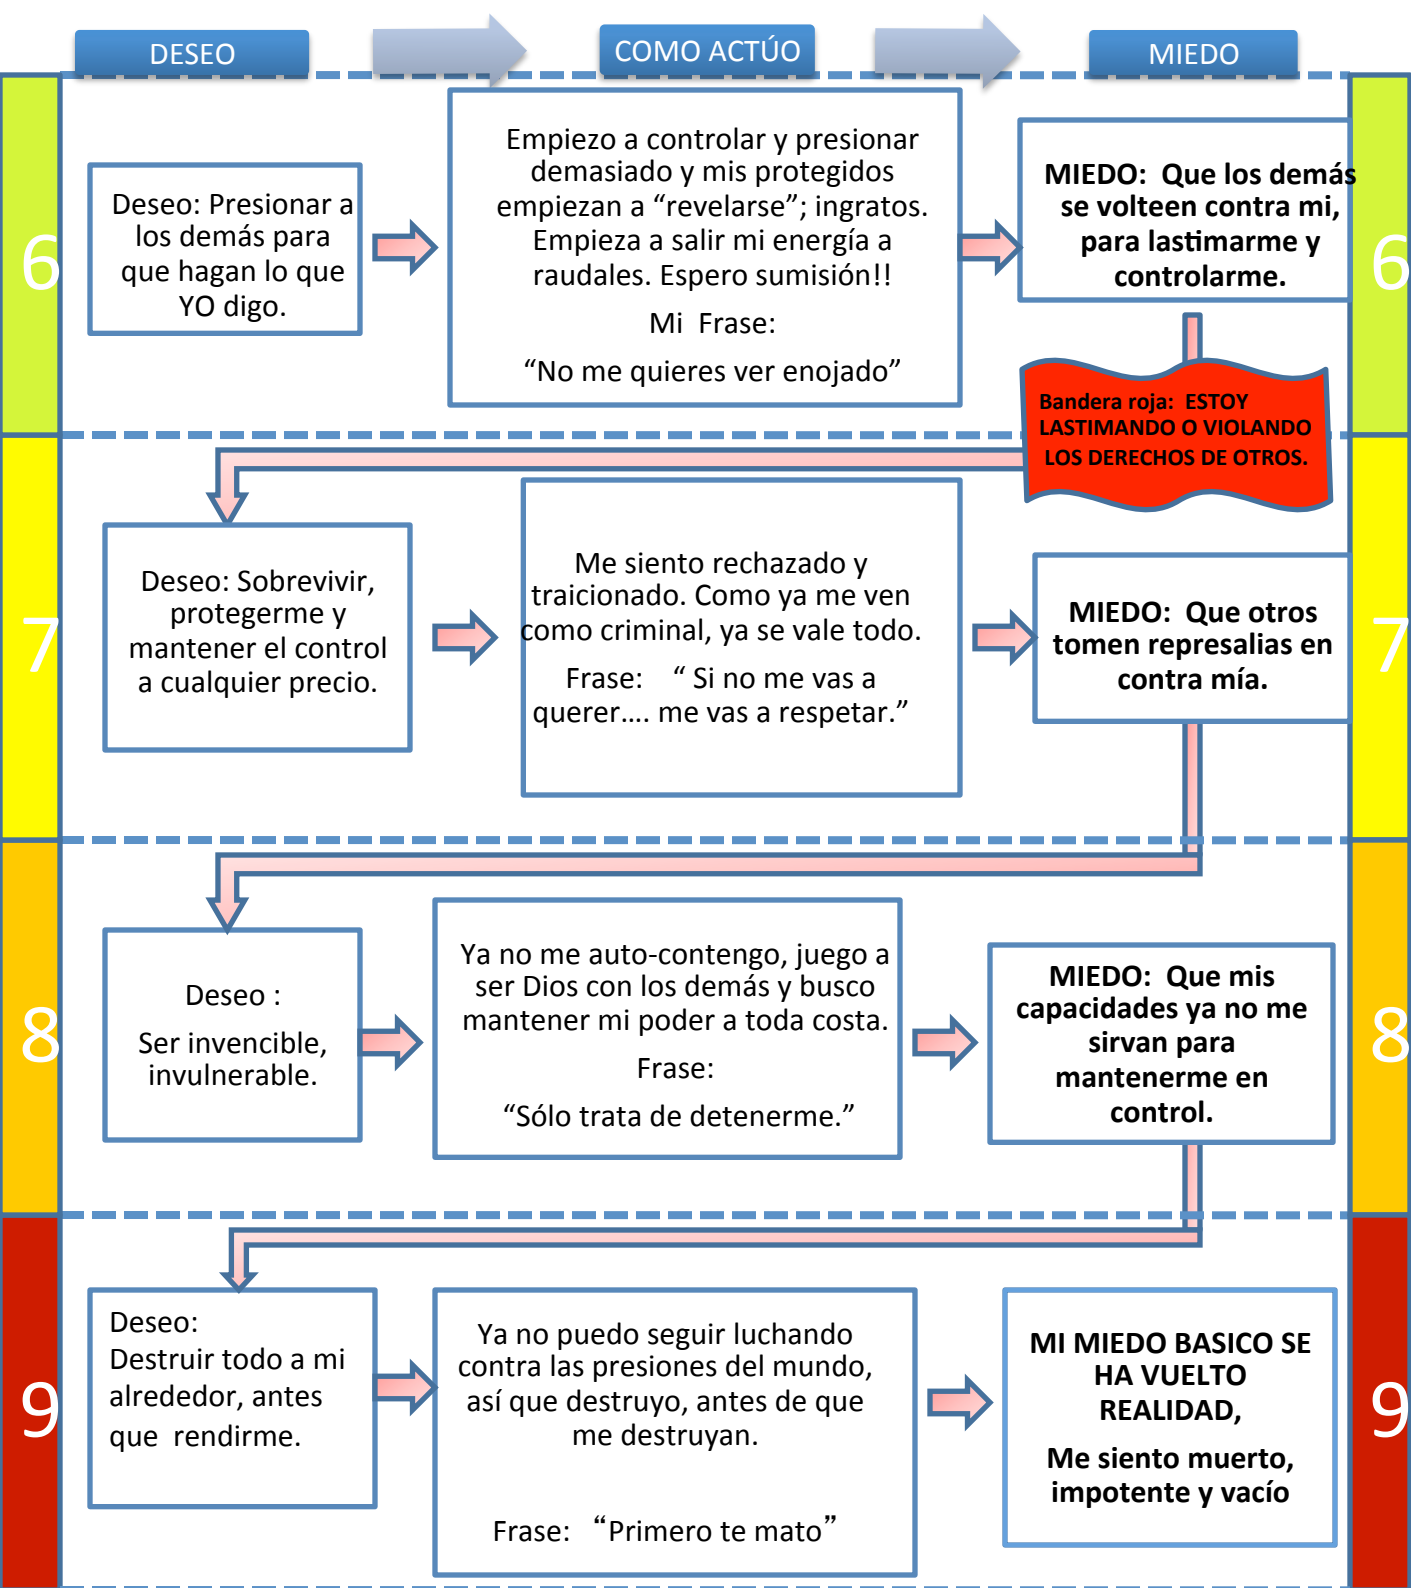 DESEO
COMO ACTÚO
MIEDO
6
Deseo: Presionar a
los demás para
que hagan lo que
YO digo.
Empiezo a controlar y presionar
demasiado y mis protegidos
empiezan a “revelarse”; ingratos.
Empieza a salir mi energía a
raudales. Espero sumisión!!
Mi Frase:
“No me quieres ver enojado”
MIEDO: Que los demás
se volteen contra mi,
para lastimarme y
controlarme.
6
Bandera roja: ESTOY
LASTIMANDO O VIOLANDO
LOS DERECHOS DE OTROS.
7
Deseo: Sobrevivir,
protegerme y
mantener el control
a cualquier precio.
Me siento rechazado y
traicionado. Como ya me ven
como criminal, ya se vale todo.
Frase: “ Si no me vas a
querer.... me vas a respetar.”
MIEDO: Que otros
tomen represalias en
contra mía.
7
8
Deseo :
Ser invencible,
invulnerable.
Ya no me auto-contengo, juego a
ser Dios con los demás y busco
mantener mi poder a toda costa.
Frase:
“Sólo trata de detenerme.”
MIEDO: Que mis
capacidades ya no me
sirvan para
mantenerme en
control.
8
9
Deseo:
Destruir todo a mi
alrededor, antes
que rendirme.
Ya no puedo seguir luchando
contra las presiones del mundo,
así que destruyo, antes de que
me destruyan.
Frase: “Primero te mato”
MI MIEDO BASICO SE
HA VUELTO
REALIDAD,
Me siento muerto,
impotente y vacío
9